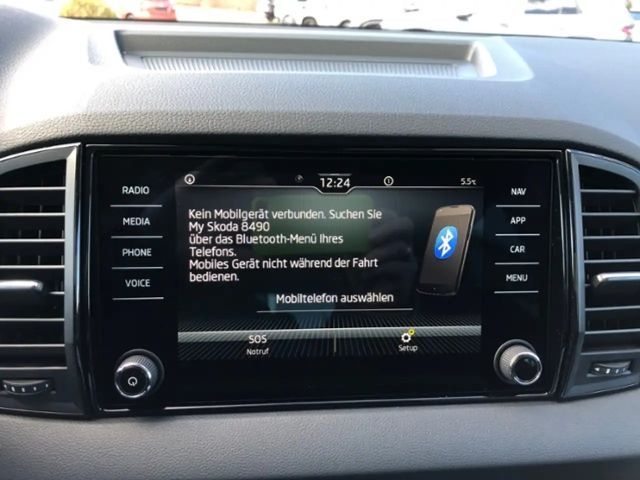 12:24
5.5°C
RADIO
MEDIA
PHONE
VOICE
Kein Mobilgerät verbunden. Suchen Sie
My Skoda 8490
über das Bluetooth-Menü Ihres
Telefons.
Mobiles Gerät nicht während der Fahrt
bedienen.
Mobiltelefon auswählen
SOS
Notruf
Setup
NAV
APP
CAR
MENU